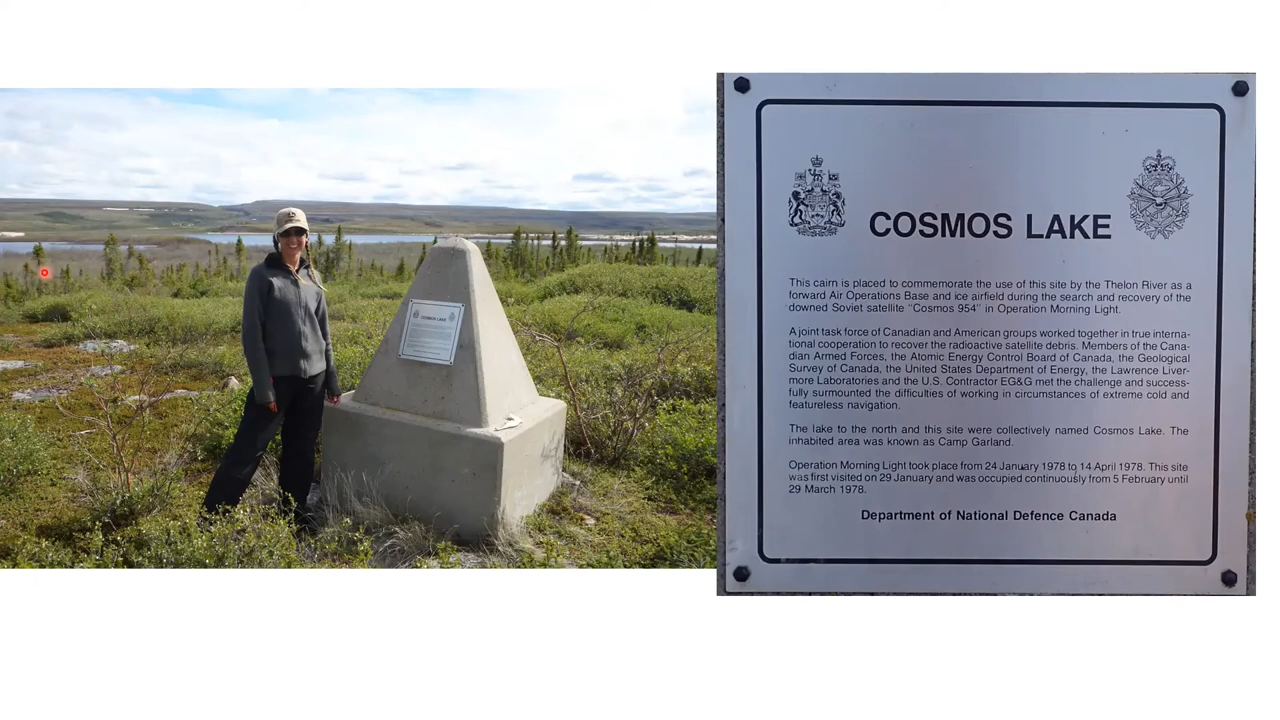 COSMOS LAKE
COSMOS LAKE
This cairn is placed to commemorate the use of this site by the Thelon River as a
forward Air Operations Base and ice airfield during the search and recovery of the
downed Soviet satellite "Cosmos 954" in Operation Morning Light.
A joint task force of Canadian and American groups worked together in true interna-
tional cooperation to recover the radioactive satellite debris. Members of the Cana-
dian Armed Forces, the Atomic Energy Control Board of Canada, the Geological
Survey of Canada, the United States Department of Energy, the Lawrence Liver-
more Laboratories and the U.S. Contractor EG&G met the challenge and success-
fully surmounted the difficulties of working in circumstances of extreme cold and
featureless navigation.
The lake to the north and this site were collectively named Cosmos Lake. The
inhabited area was known as Camp Garland.
Operation Morning Light took place from 24 January 1978 to 14 April 1978. This site
was first visited on 29 January and was occupied continuously from 5 February until
29 March 1978.
Department of National Defence Canada